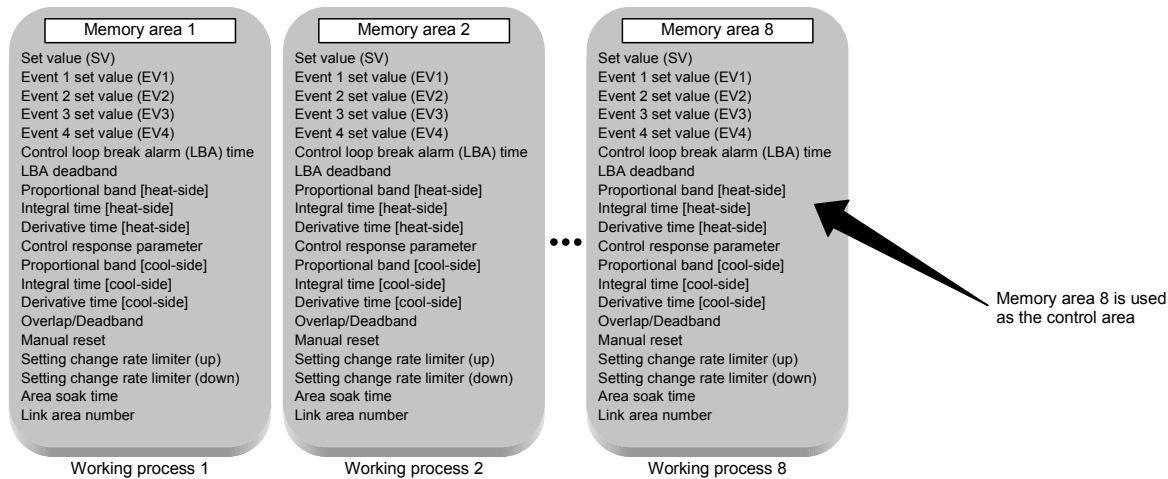 Memory area 1
Set value (SV)
Event 1 set value (EV1)
Event 2 set value (EV2)
Event 3 set value (EV3)
Event 4 set value (EV4)
Control loop break alarm (LBA) time
LBA deadband
Proportional band [heat-side]
Integral time [heat-side]
Derivative time [heat-side]
Control response parameter
Proportional band [cool-side]
Integral time [cool-side]
Derivative time [cool-side]
Overlap/Deadband
Manual reset
Setting change rate limiter (up)
Setting change rate limiter (down)
Area soak time
Link area number
Working process 1
Memory area 2
Set value (SV)
Event 1 set value (EV1)
Event 2 set value (EV2)
Event 3 set value (EV3)
Event 4 set value (EV4)
Control loop break alarm (LBA) time
LBA deadband
Proportional band [heat-side]
Integral time [heat-side]
Derivative time [heat-side]
Control response parameter
Proportional band [cool-side]
Integral time [cool-side]
Derivative time [cool-side]
Overlap/Deadband
Manual reset
Setting change rate limiter (up)
Setting change rate limiter (down)
Area soak time
Link area number
Working process 2
•••
Memory area 8
Set value (SV)
Event 1 set value (EV1)
Event 2 set value (EV2)
Event 3 set value (EV3)
Event 4 set value (EV4)
Control loop break alarm (LBA) time
LBA deadband
Proportional band [heat-side]
Integral time [heat-side]
Derivative time [heat-side]
Control response parameter
Proportional band [cool-side]
Integral time [cool-side]
Derivative time [cool-side]
Overlap/Deadband
Manual reset
Setting change rate limiter (up)
Setting change rate limiter (down)
Area soak time
Link area number
Working process 8
Memory area 8 is used
as the control area